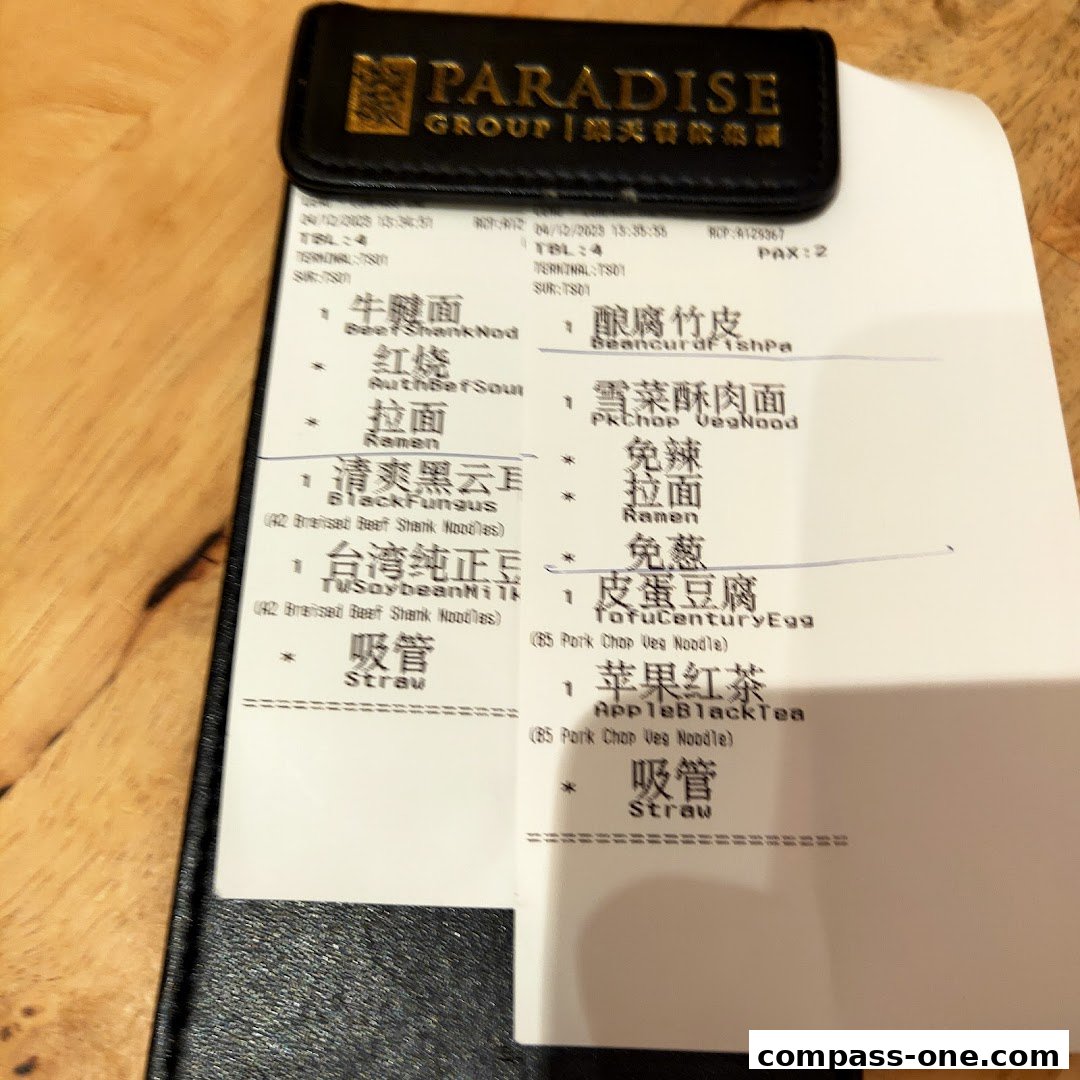 PARADISE
GROUP | 樂天餐飲集團
04/12/2023 13:34:31 RCP:A12
TBL:4
TERMINAL:TS01
SVR:TS01
1 牛腱面
BeefShankNod
* 红烧
AuthBefSou
* 拉面
Ramen
1 清爽黑云耳
BlackFungus
(A2 Braised Beef Shank Noodles)
1 台湾纯正豆
TWSoybeanMilk
(A2 Braised Beef Shank Noodles)
* 吸管
Straw
04/12/2023 13:35:35 RCP:A129367
TBL:4 PAX:2
TERMINAL:TS01
SVR:TS01
1 酿腐竹皮
BeancurdFishPa
1 雪菜酥肉面
PkChop VegNood
* 免辣
* 拉面
Ramen
* 免葱
1 皮蛋豆腐
TofuCenturyEgg
(B5 Pork Chop Veg Noodle)
1 苹果红茶
AppleBlackTea
(B5 Pork Chop Veg Noodle)
* 吸管
Straw
compass-one.com